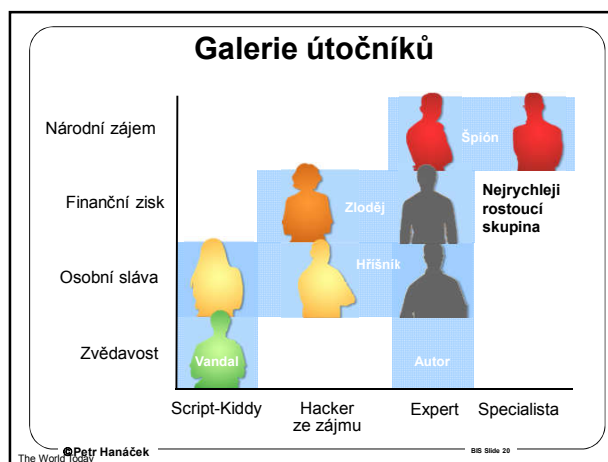 Galerie útočníků
Národní zájem
Špión
Finanční zisk
Zloděj
Nejrychleji
rostoucí
skupina
Osobní sláva
Hříšník
Zvědavost
Vandal
Autor
Script-Kiddy
Hacker
ze zájmu
Expert
Specialista
©Petr Hanáček
BIS Slide 20
The World Today